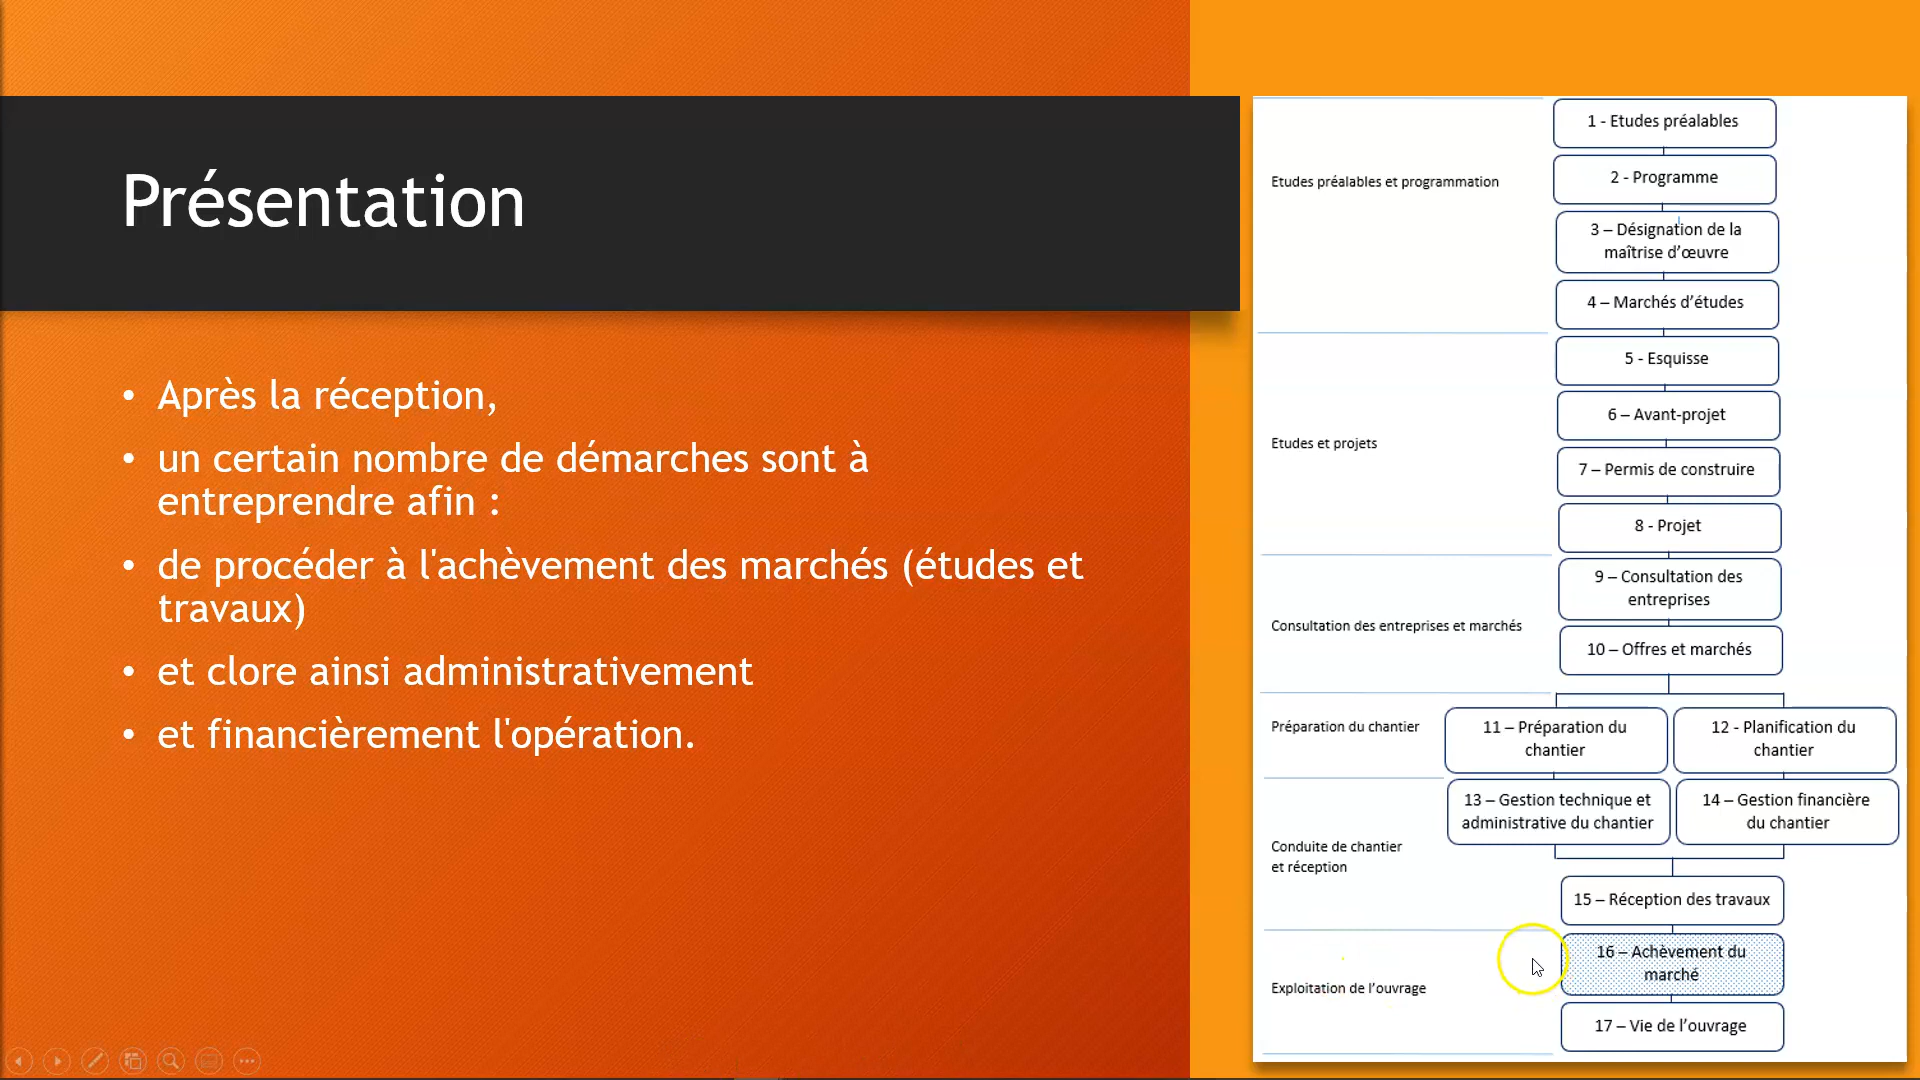 Présentation
• Après la réception,
• un certain nombre de démarches sont à
entreprendre afin :
• de procéder à l'achèvement des marchés (études et
travaux)
• et clore ainsi administrativement
• et financièrement l'opération.
Etudes préalables et programmation
1 - Etudes préalables
2 - Programme
3 – Désignation de la
maîtrise d’œuvre
4 – Marchés d’études
Etudes et projets
5 - Esquisse
6 – Avant-projet
7 – Permis de construire
8 - Projet
Consultation des entreprises et marchés
9 – Consultation des
entreprises
10 – Offres et marchés
Préparation du chantier
11 – Préparation du
chantier
12 - Planification du
chantier
Conduite de chantier
et réception
13 – Gestion technique et
administrative du chantier
14 – Gestion financière
du chantier
15 – Réception des travaux
Exploitation de l’ouvrage
16 – Achèvement du
marché
17 – Vie de l’ouvrage